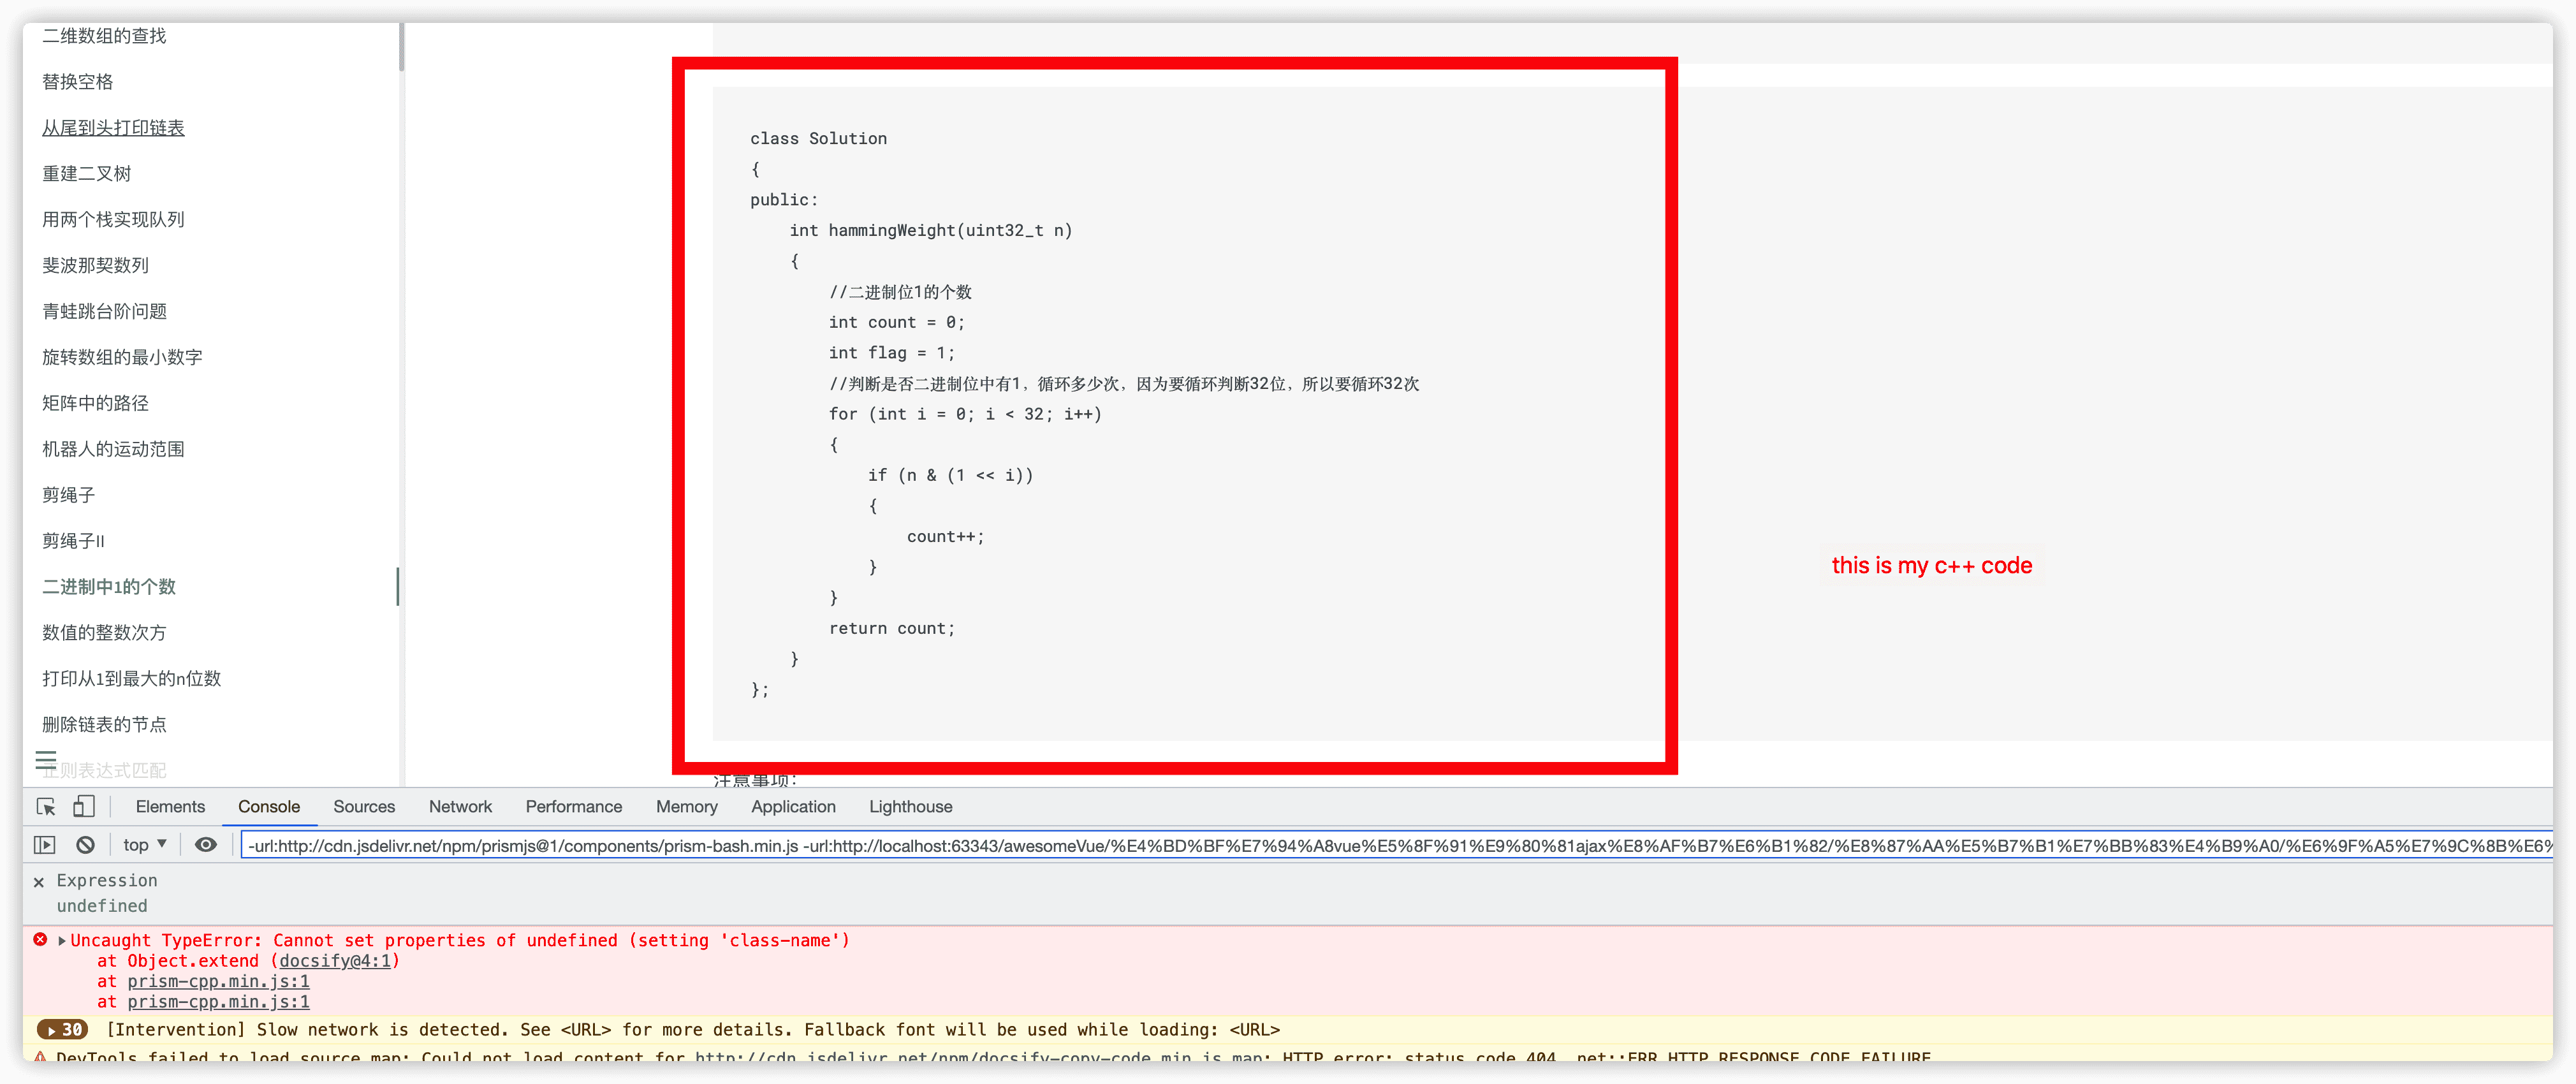 二维数组的查找
替换空格
从尾到头打印链表
重建二叉树
用两个栈实现队列
斐波那契数列
青蛙跳台阶问题
旋转数组的最小数字
矩阵中的路径
机器人的运动范围
剪绳子
剪绳子II
二进制中1的个数
数值的整数次方
打印从1到最大的n位数
删除链表的节点
正则表达式匹配
class Solution
{
public:
    int hammingWeight(uint32_t n)
    {
        //二进制位1的个数
        int count = 0;
        int flag = 1;
        //判断是否二进制位中有1，循环多少次，因为要循环判断32位，所以要循环32次
        for (int i = 0; i < 32; i++)
        {
            if (n & (1 << i))
            {
                count++;
            }
        }
        return count;
    }
};
this is my c++ code
注意事项：
Elements Console Sources Network Performance Memory Application Lighthouse
top
-url:http://cdn.jsdelivr.net/npm/prismjs@1/components/prism-bash.min.js -url:http://localhost:63343/awesomeVue/%E4%BD%BF%E7%94%A8vue%E5%8F%91%E9%80%81ajax%E8%AF%B7%E6%B1%82/%E8%87%AA%E5%B7%B1%E7%BB%83%E4%B9%A0/%E6%9F%A5%E7%9C%8B%E6%
Expression
undefined
Uncaught TypeError: Cannot set properties of undefined (setting 'class-name')
    at Object.extend (docsify@4:1)
    at prism-cpp.min.js:1
    at prism-cpp.min.js:1
30 [Intervention] Slow network is detected. See <URL> for more details. Fallback font will be used while loading: <URL>
DevTools failed to load source map: Could not load content for http://cdn.jsdelivr.net/npm/docsify-copy-code.min.js.map: HTTP error: status code 404, net::ERR_HTTP_RESPONSE_CODE_FAILURE